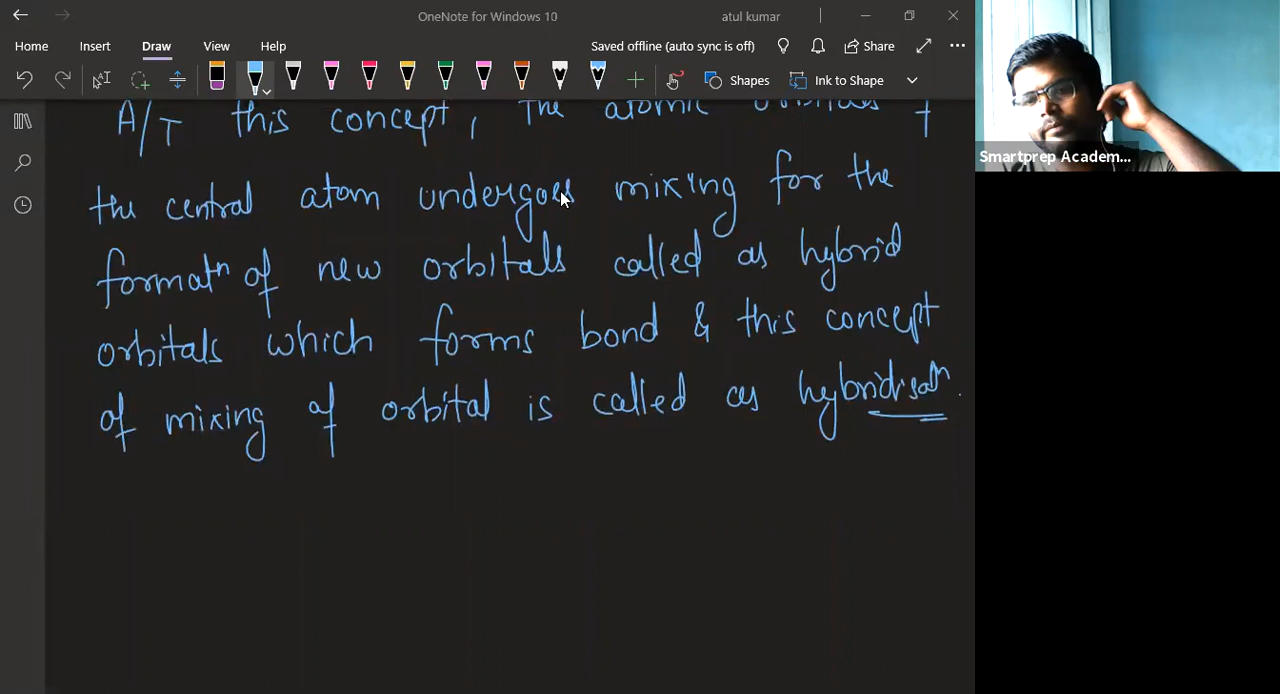 OneNote for Windows 10
atul kumar
Home Insert Draw View Help
Saved offline (auto sync is off)
Share
Shapes
Ink to Shape
Smartprep Academ...
A/T this concept, The atomic orbitals of
the central atom undergoes mixing for the
formatn of new orbitals called as hybrid
orbitals which forms bond & this concept
of mixing of orbital is called as hybridisatn.